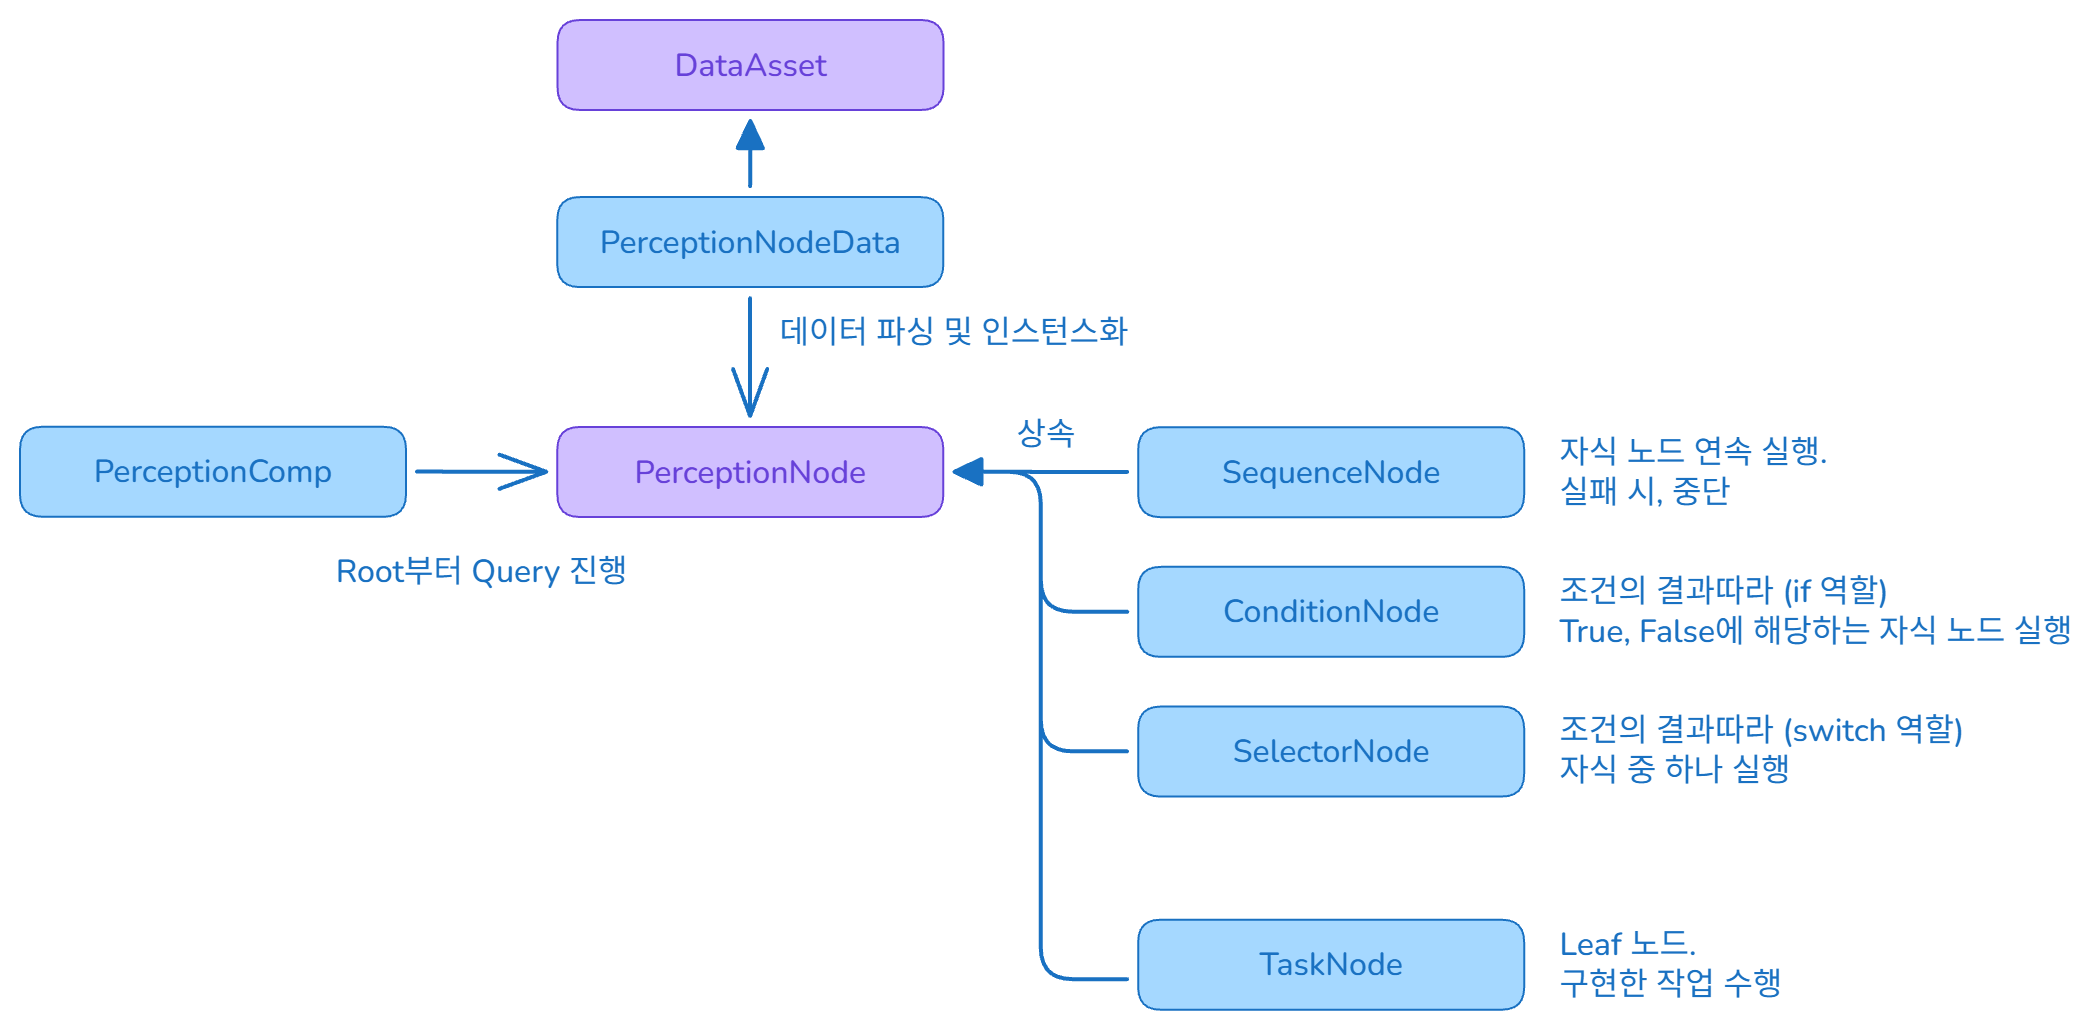 DataAsset
PerceptionNodeData
데이터 파싱 및 인스턴스화
PerceptionComp
PerceptionNode
상속
SequenceNode
자식 노드 연속 실행.
실패 시, 중단
Root부터 Query 진행
ConditionNode
조건의 결과따라 (if 역할)
True, False에 해당하는 자식 노드 실행
SelectorNode
조건의 결과따라 (switch 역할)
자식 중 하나 실행
TaskNode
Leaf 노드.
구현한 작업 수행